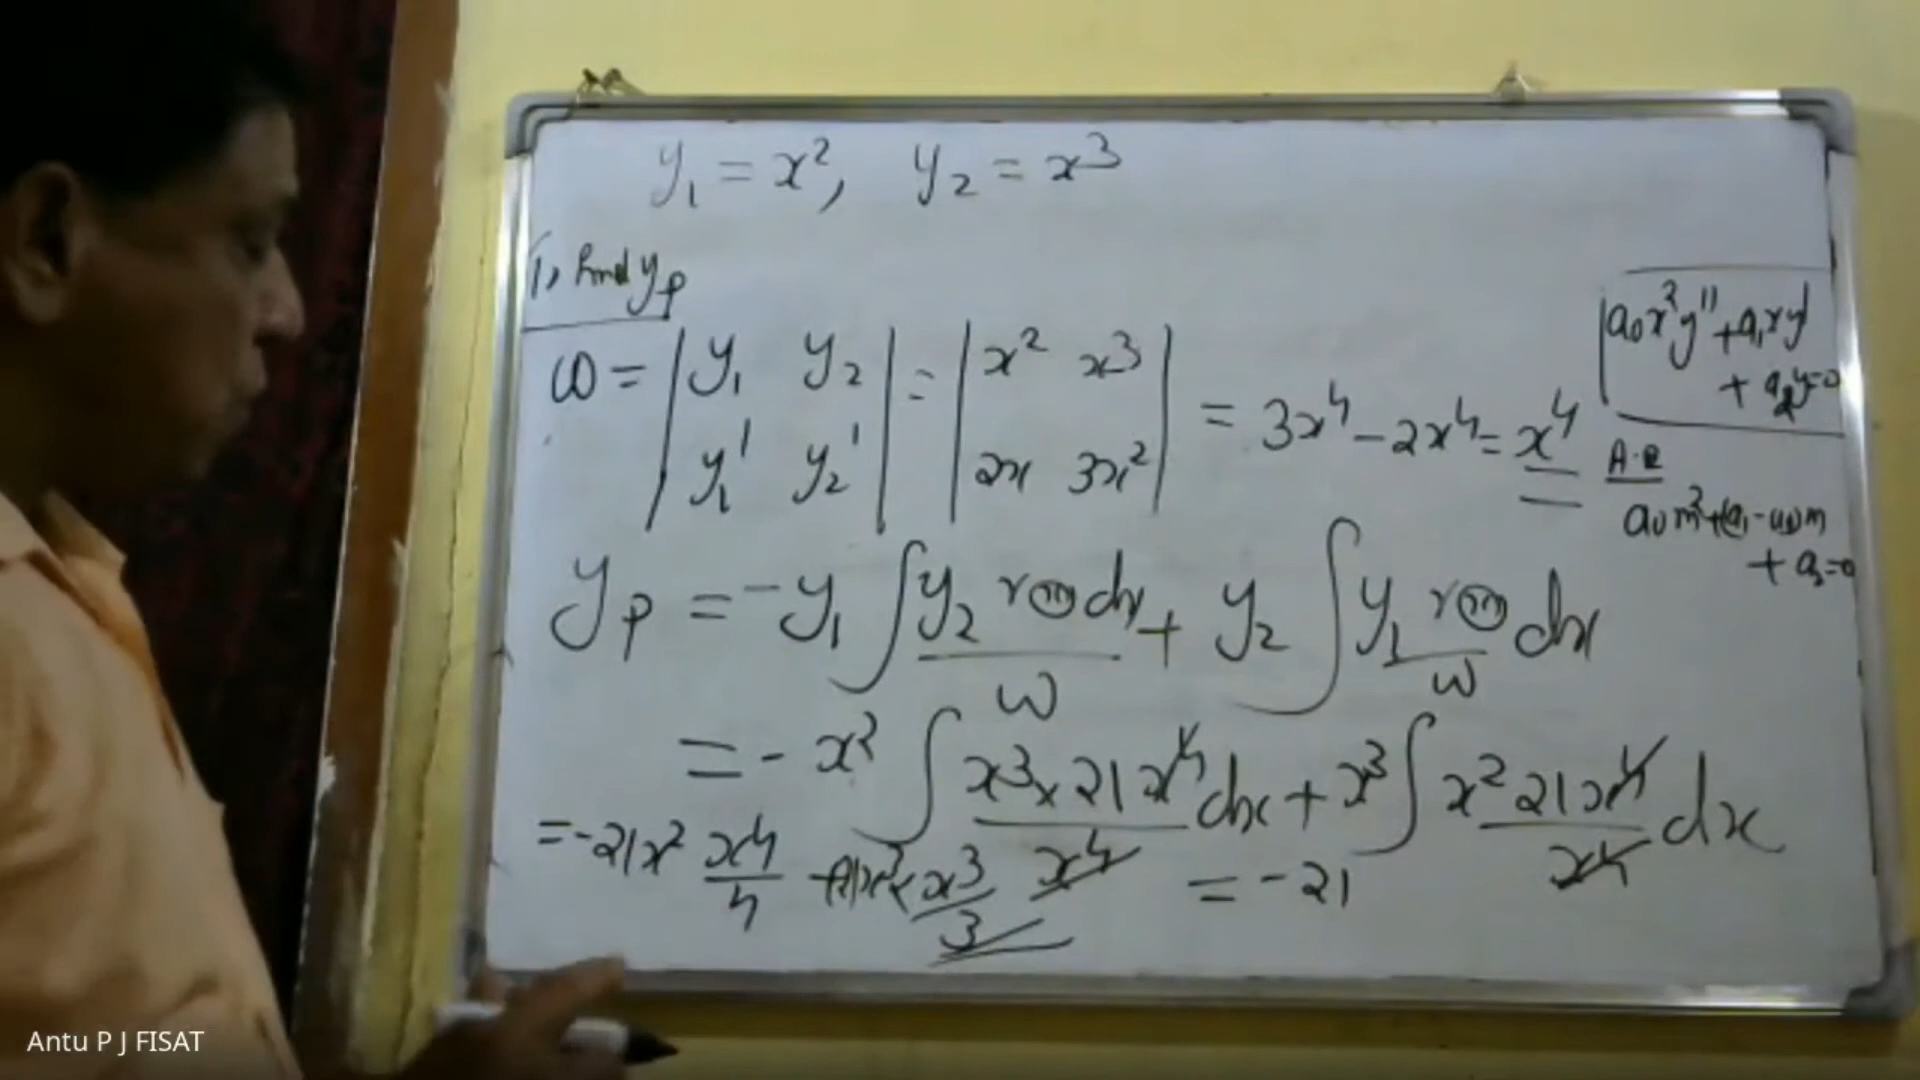 y₁ = x², y₂ = x³
1) Find yₚ
ω = | y₁ y₂ | = | x² x³ | = 3x⁴ - 2x⁴ = x⁴
| y₁' y₂' | | 2x 3x² |
a₀x²y'' + a₁xy'
+ a₂y=0
A.E
a₀m²+(a₁-a₀)m
+ a₂=0
yₚ = -y₁ ∫ y₂ r(x) dx / ω + y₂ ∫ y₁ r(x) / ω dx
= - x² ∫ x³ × 21x⁴ / x⁴ dx + x³ ∫ x² 21x⁴ / x⁴ dx
= -21x² x⁴/4 + 21x³ × x³/3 = -21
Antu P J FISAT